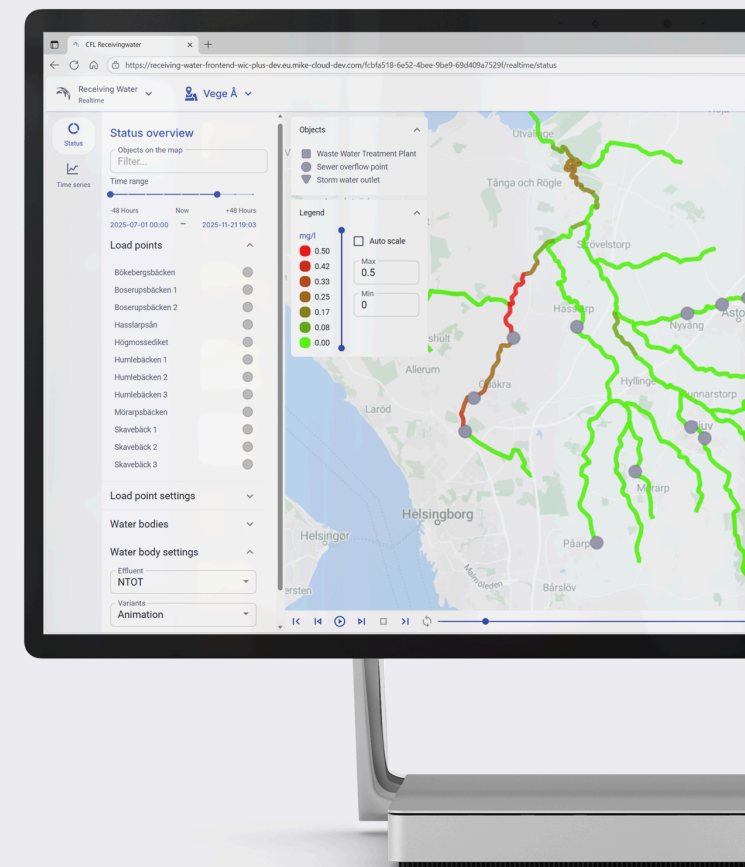 CFL Receivingwater
https://receiving-water-frontend-wic-plus-dev.eu.mike-cloud-dev.com/fcbfa518-6e52-4bee-9be9-69d409a7529f/realtime/status
Receiving Water
Realtime
Vege Å
Status
Time series
Status overview
Objects on the map
Filter...
Time range
-48 Hours Now +48 Hours
2025-07-01 00:00 – 2025-11-21 19:03
Load points
Bökebergsbäcken
Boserupsbäcken 1
Boserupsbäcken 2
Hasslarpsån
Högmossediket
Humlebäcken 1
Humlebäcken 2
Humlebäcken 3
Mörarpsbäcken
Skavebäck 1
Skavebäck 2
Skavebäck 3
Load point settings
Water bodies
Water body settings
Effluent
NTOT
Variants
Animation
Objects
Waste Water Treatment Plant
Sewer overflow point
Storm water outlet
Legend
mg/l
0.50
0.42
0.33
0.25
0.17
0.08
0.00
Auto scale
Max
0.5
Min
0
Utvälinge
Tånga och Rögle
Skörvelstorp
Hasslarp
Nyvång
Åsto
shult
Allerum
Ödåkra
Hyllinge
unnarstorp
Laröd
uv
Mörarp
Helsingborg
Helsingør
Påarp
Malmöleden
Bårslöv
ersten